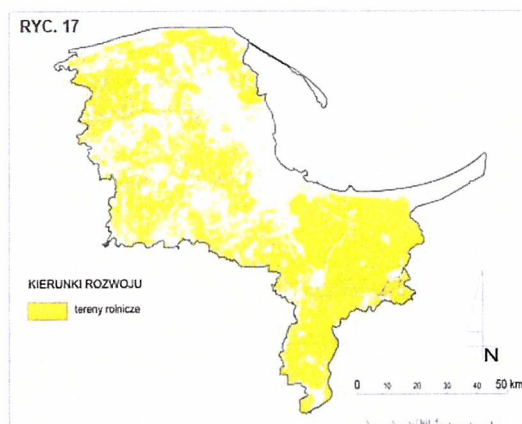 RYC. 17
KIERUNKI ROZWOJU
tereny rolnicze
N
0 10 20 30 40 50 km